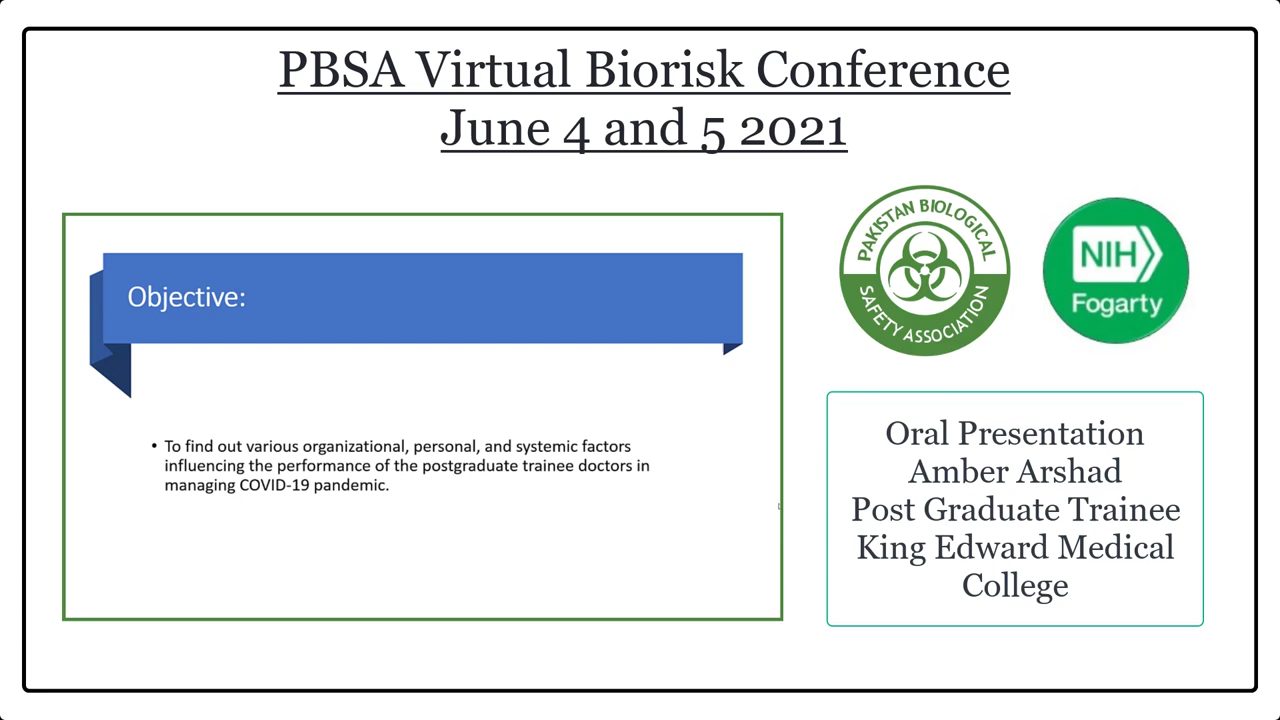 PBSA Virtual Biorisk Conference
June 4 and 5 2021
Objective:
• To find out various organizational, personal, and systemic factors
influencing the performance of the postgraduate trainee doctors in
managing COVID-19 pandemic.
PAKISTAN BIOLOGICAL
SAFETY ASSOCIATION
NIH
Fogarty
Oral Presentation
Amber Arshad
Post Graduate Trainee
King Edward Medical
College